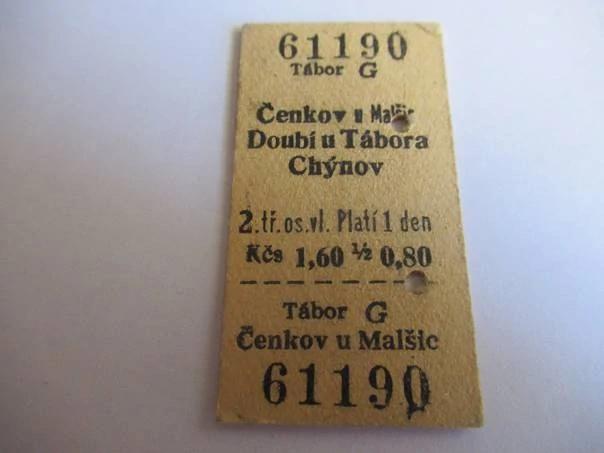 61190
Tábor G
Čenkov u Malšic
Doubí u Tábora
Chýnov
2.tř.os.vl. Platí 1 den
Kčs 1,60 ½ 0,80
Tábor G
Čenkov u Malšic
61190